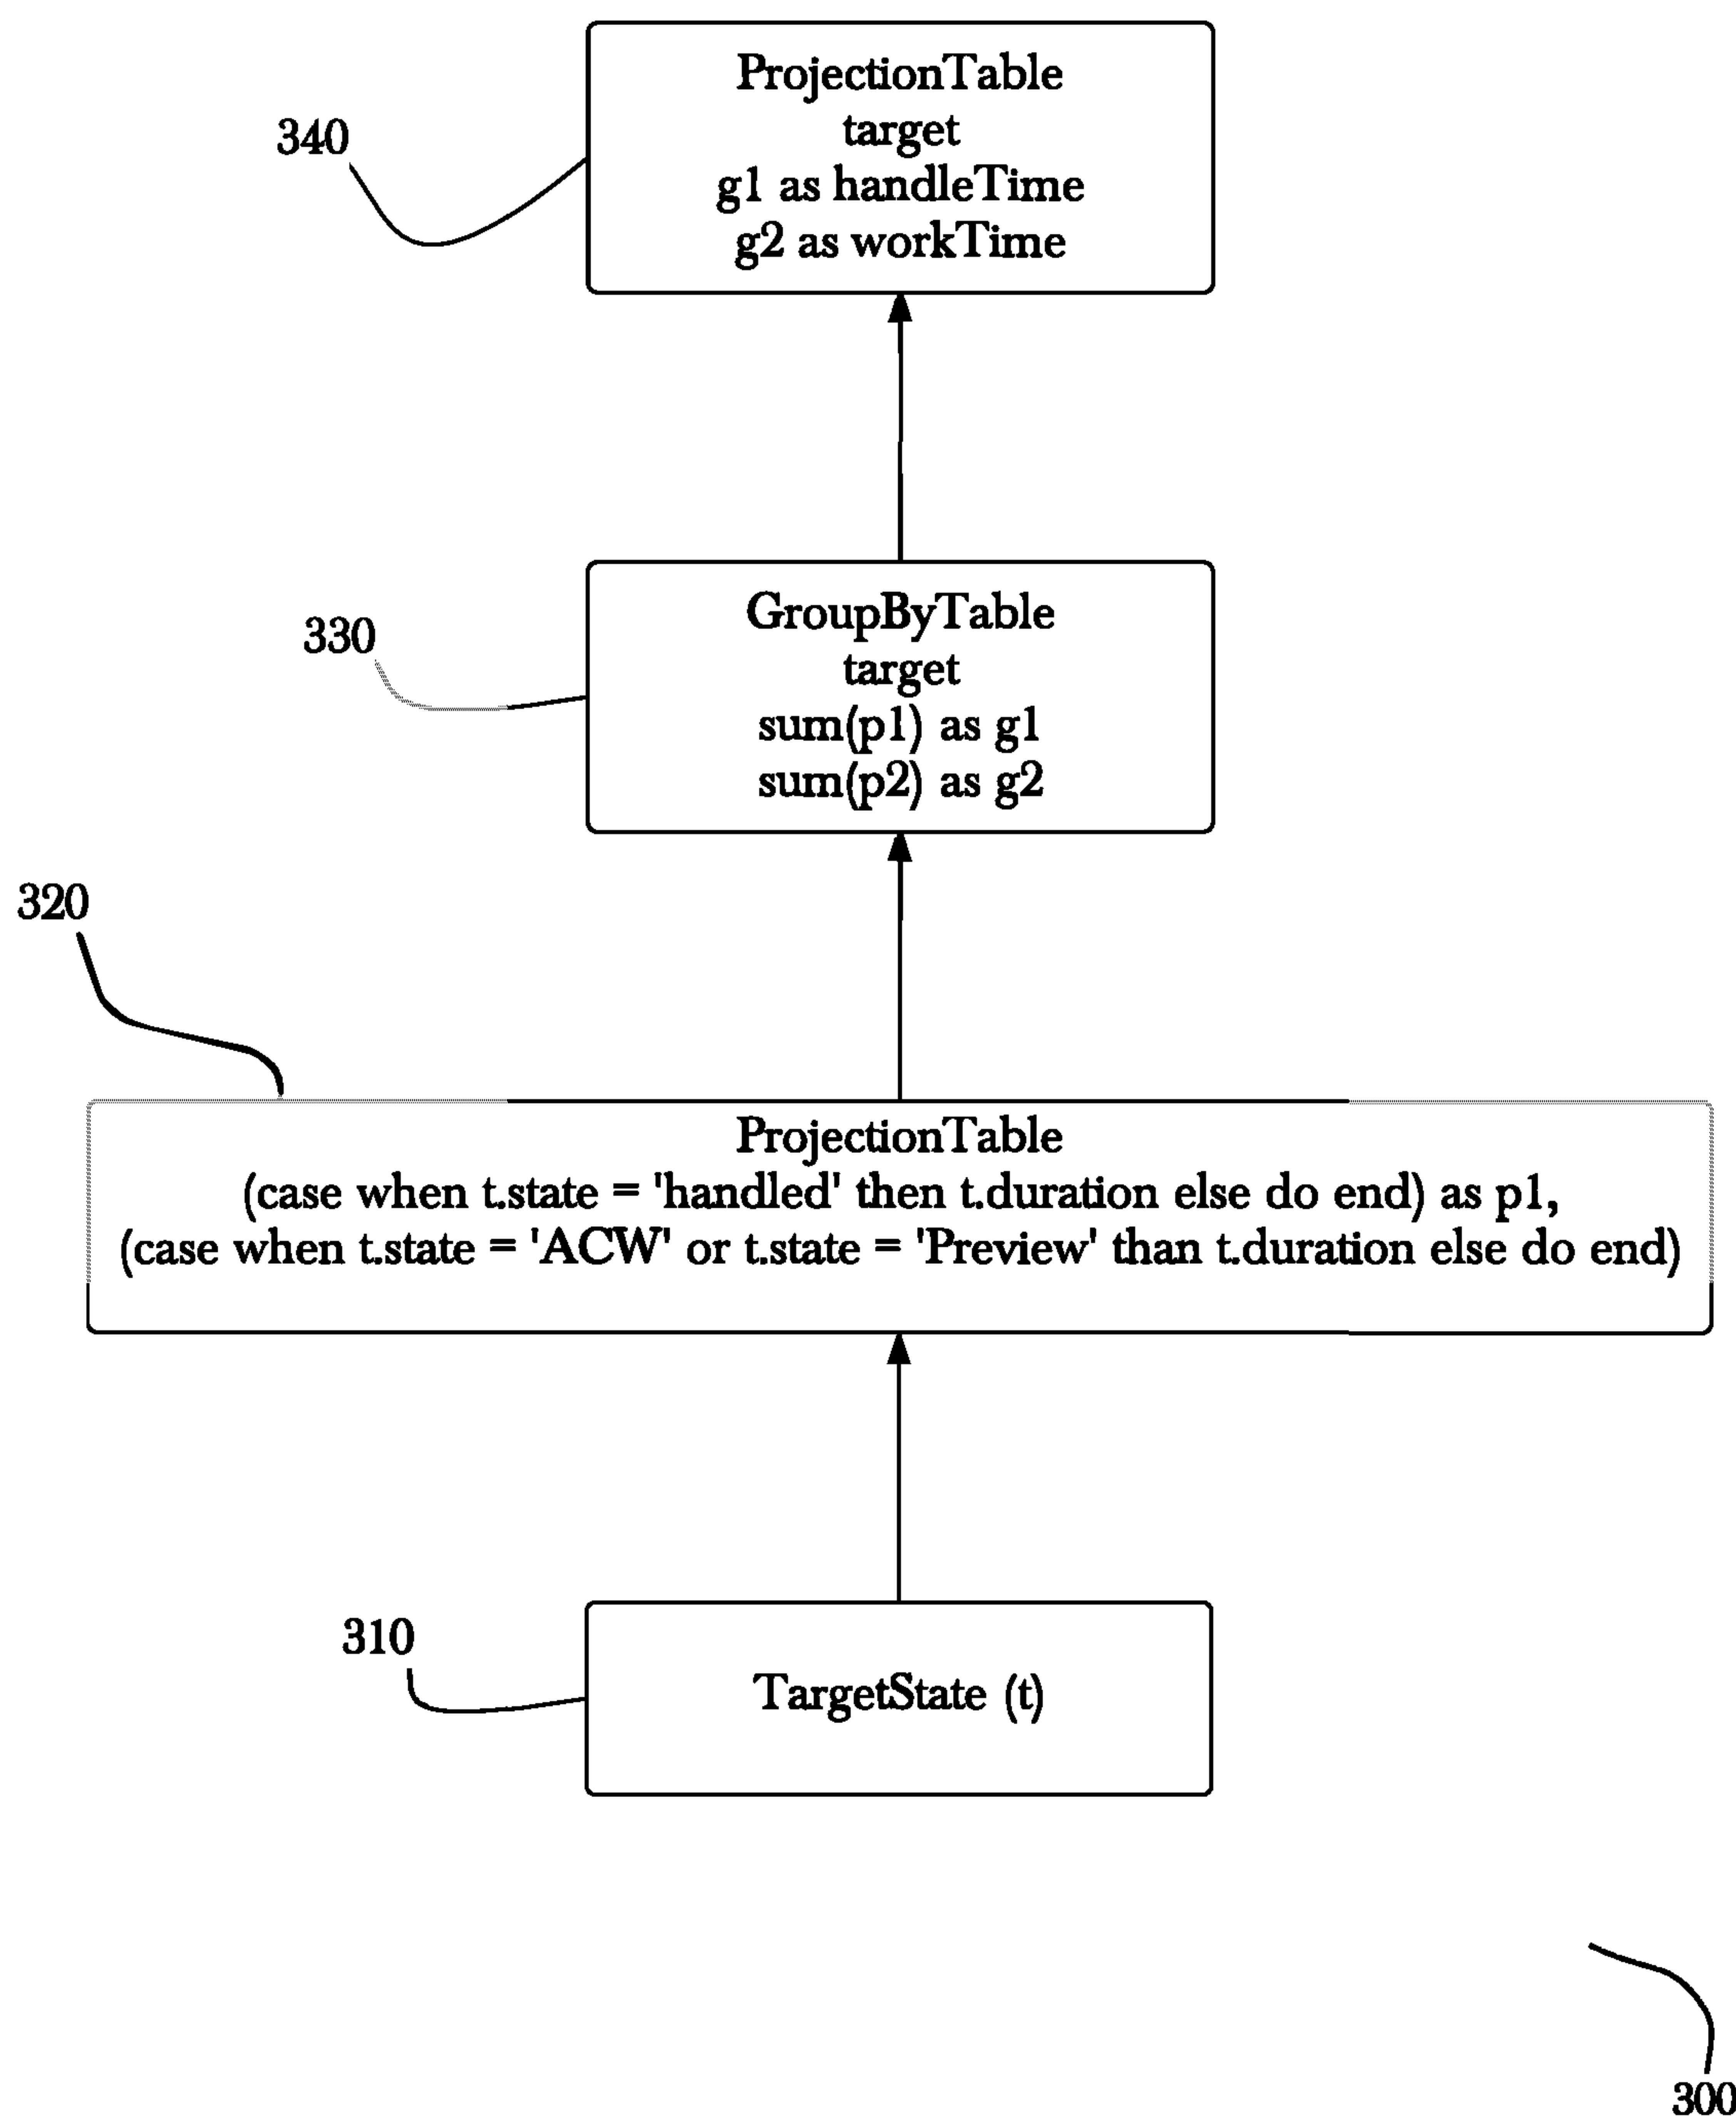 ProjectionTable
target
g1 as handleTime
g2 as workTime
340
GroupByTable
target
sum(p1) as g1
sum(p2) as g2
330
320
ProjectionTable
(case when t.state = 'handled' then t.duration else do end) as p1,
(case when t.state = 'ACW' or t.state = 'Preview' than t.duration else do end)
310
TargetState (t)
300